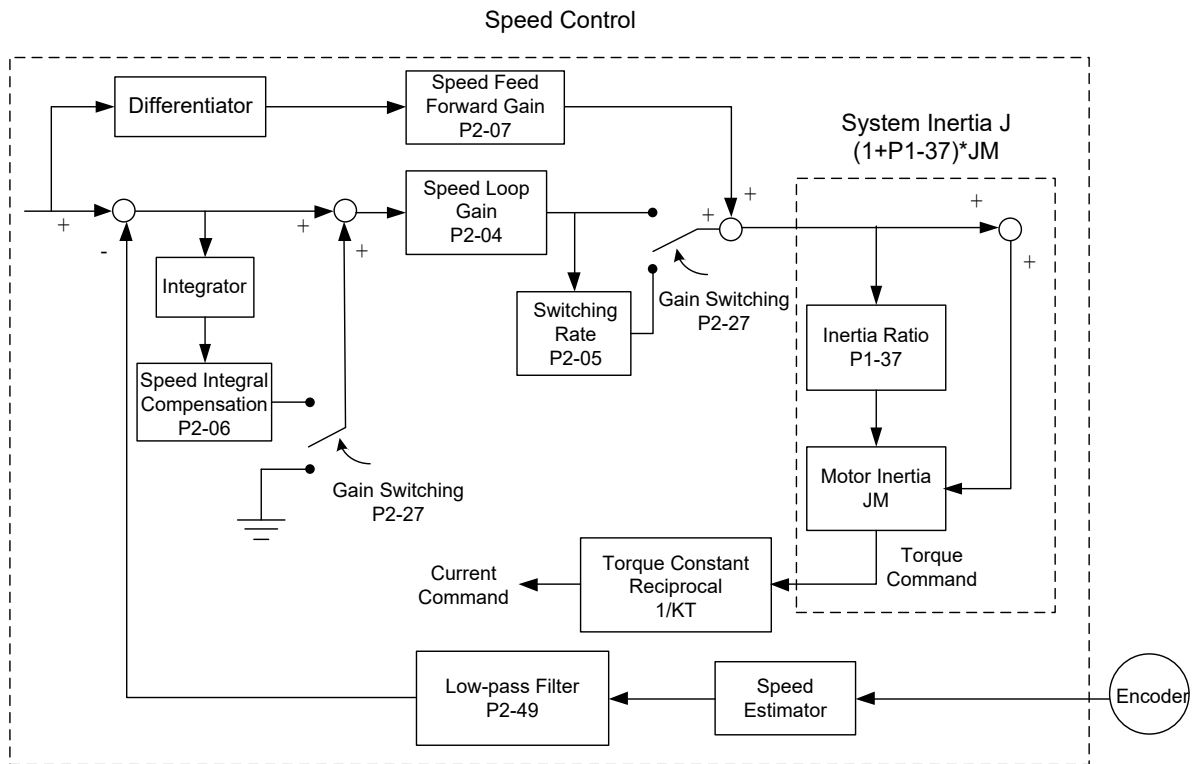 Speed Control
Differentiator
Speed Feed
Forward Gain
P2-07
System Inertia J
(1+P1-37)*JM
+
-
Integrator
Speed Integral
Compensation
P2-06
+
+
Gain Switching
P2-27
Speed Loop
Gain
P2-04
Switching
Rate
P2-05
Gain Switching
P2-27
+
+
+
+
Inertia Ratio
P1-37
Motor Inertia
JM
Torque
Command
Torque Constant
Reciprocal
1/KT
Current
Command
Low-pass Filter
P2-49
Speed
Estimator
Encoder